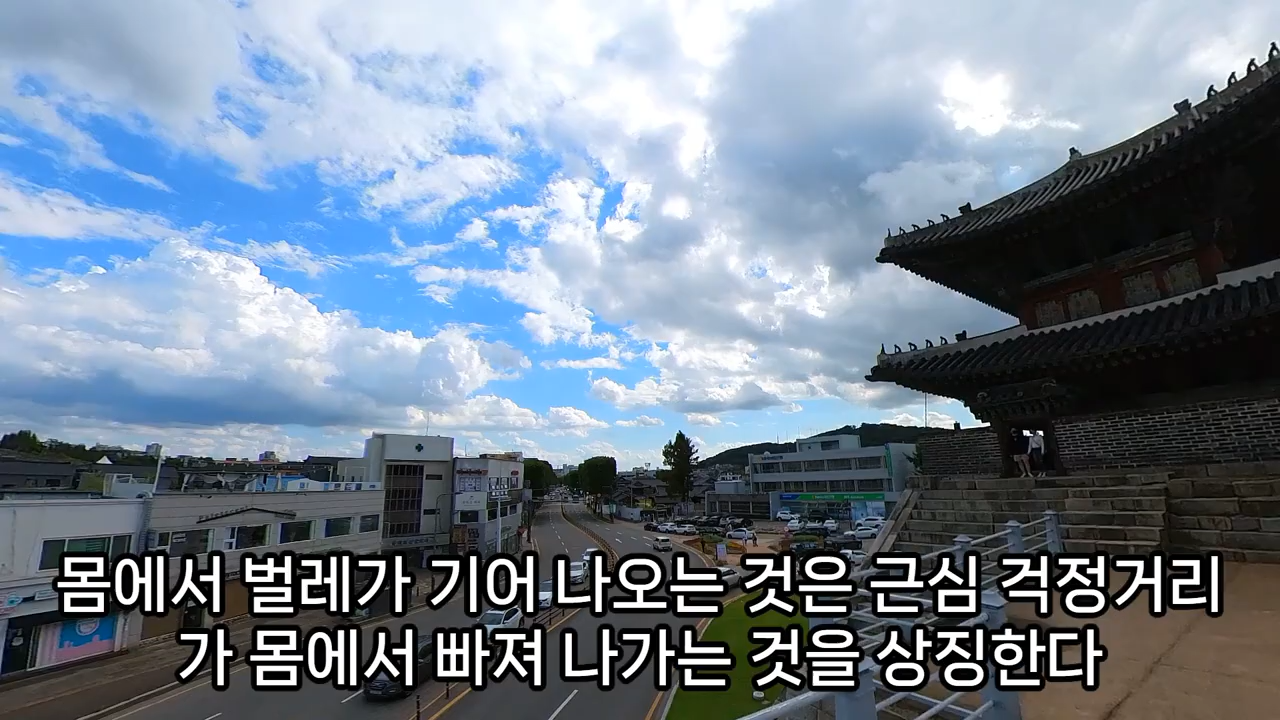 몸에서 벌레가 기어 나오는 것은 근심 걱정거리
가 몸에서 빠져 나가는 것을 상징한다